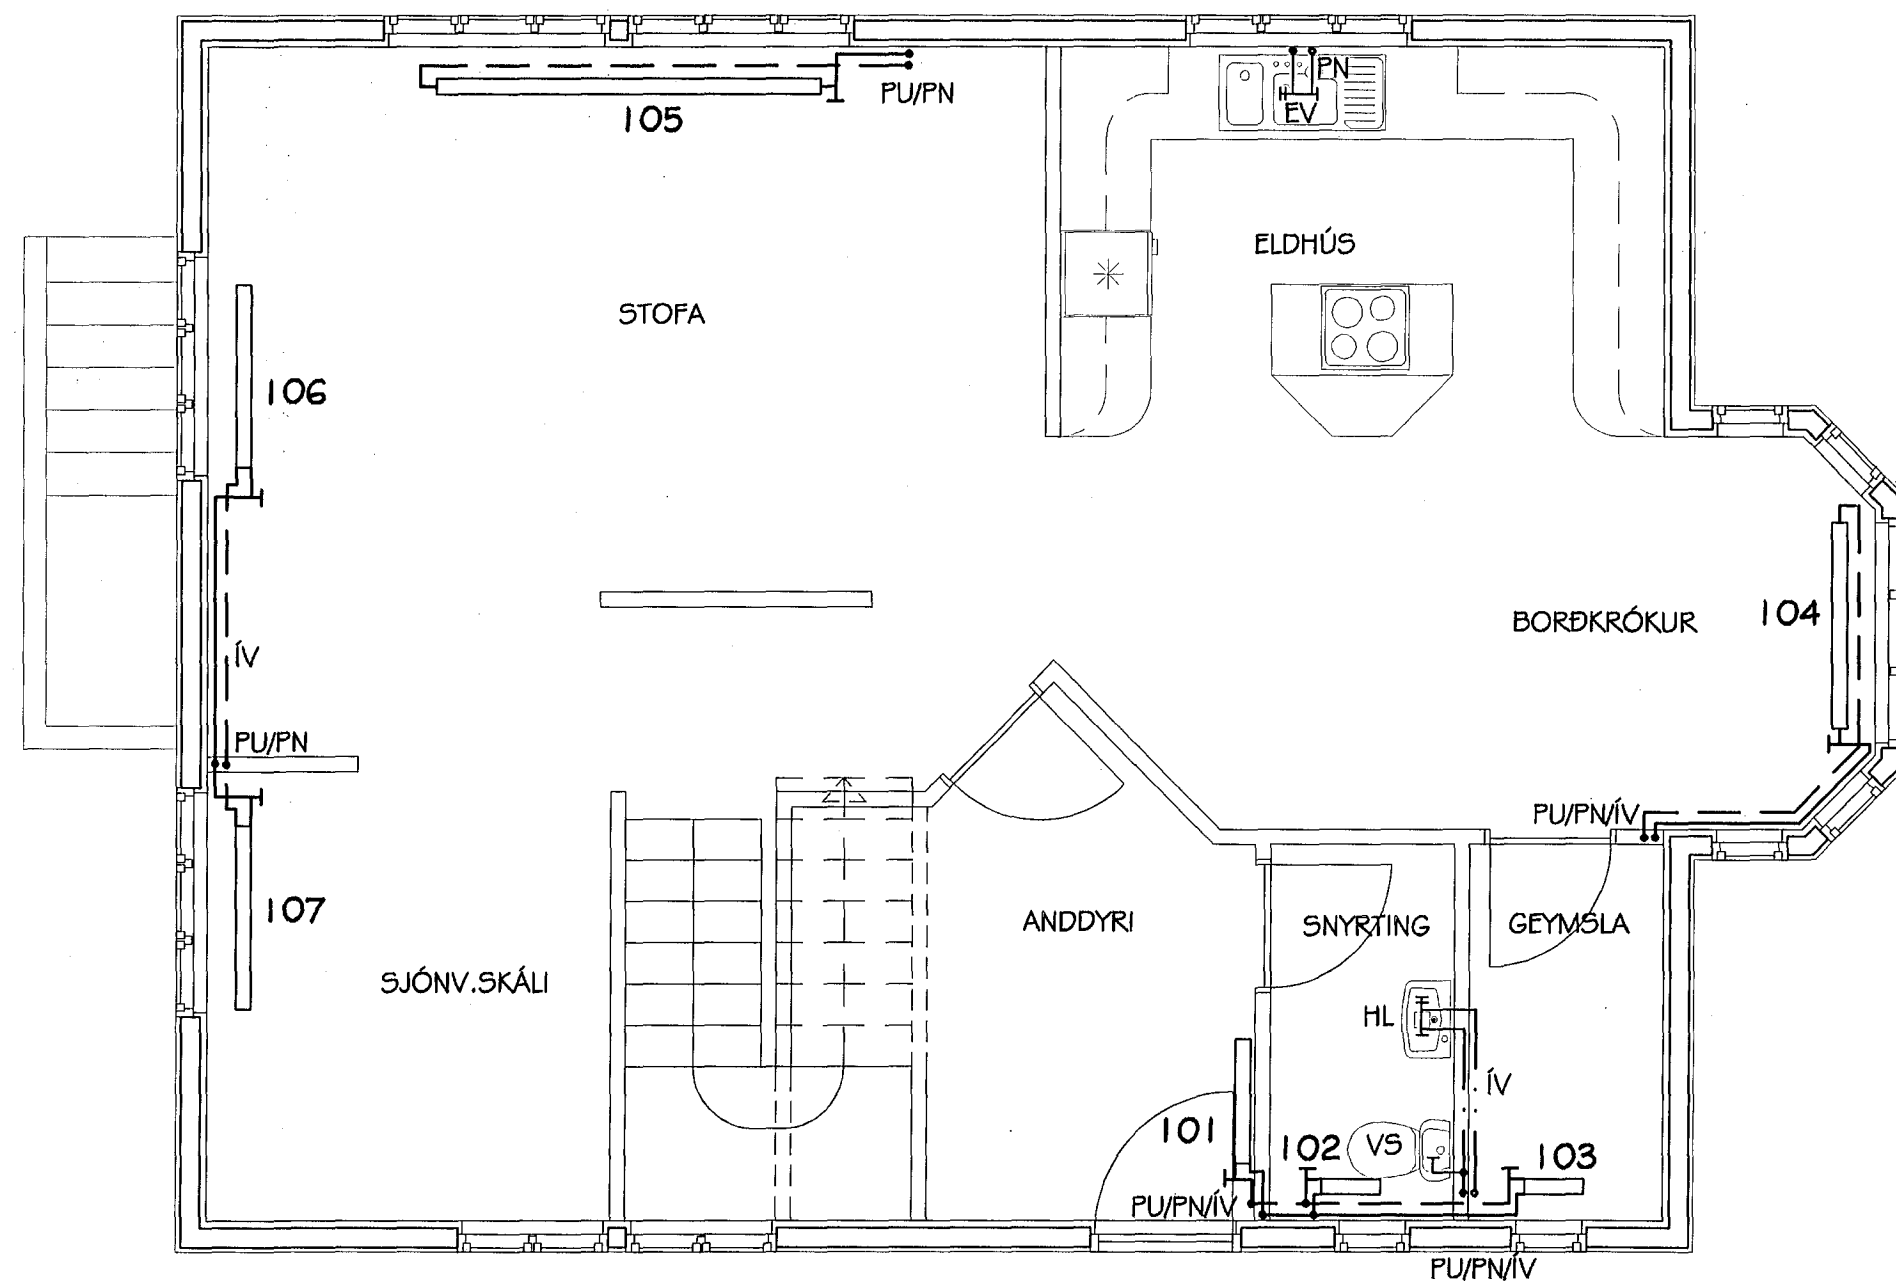 PU/PN
105
PN
EV
ELDHÚS
STOFA
106
104
BORÐKRÓKUR
ÍV
PU/PN
PU/PN/ÍV
107
ANDDYRI
SNYRTING
GEYMSLA
SJÓNV.SKÁLI
HL
ÍV
101
102
VS
103
PU/PN/ÍV
PU/PN/ÍV